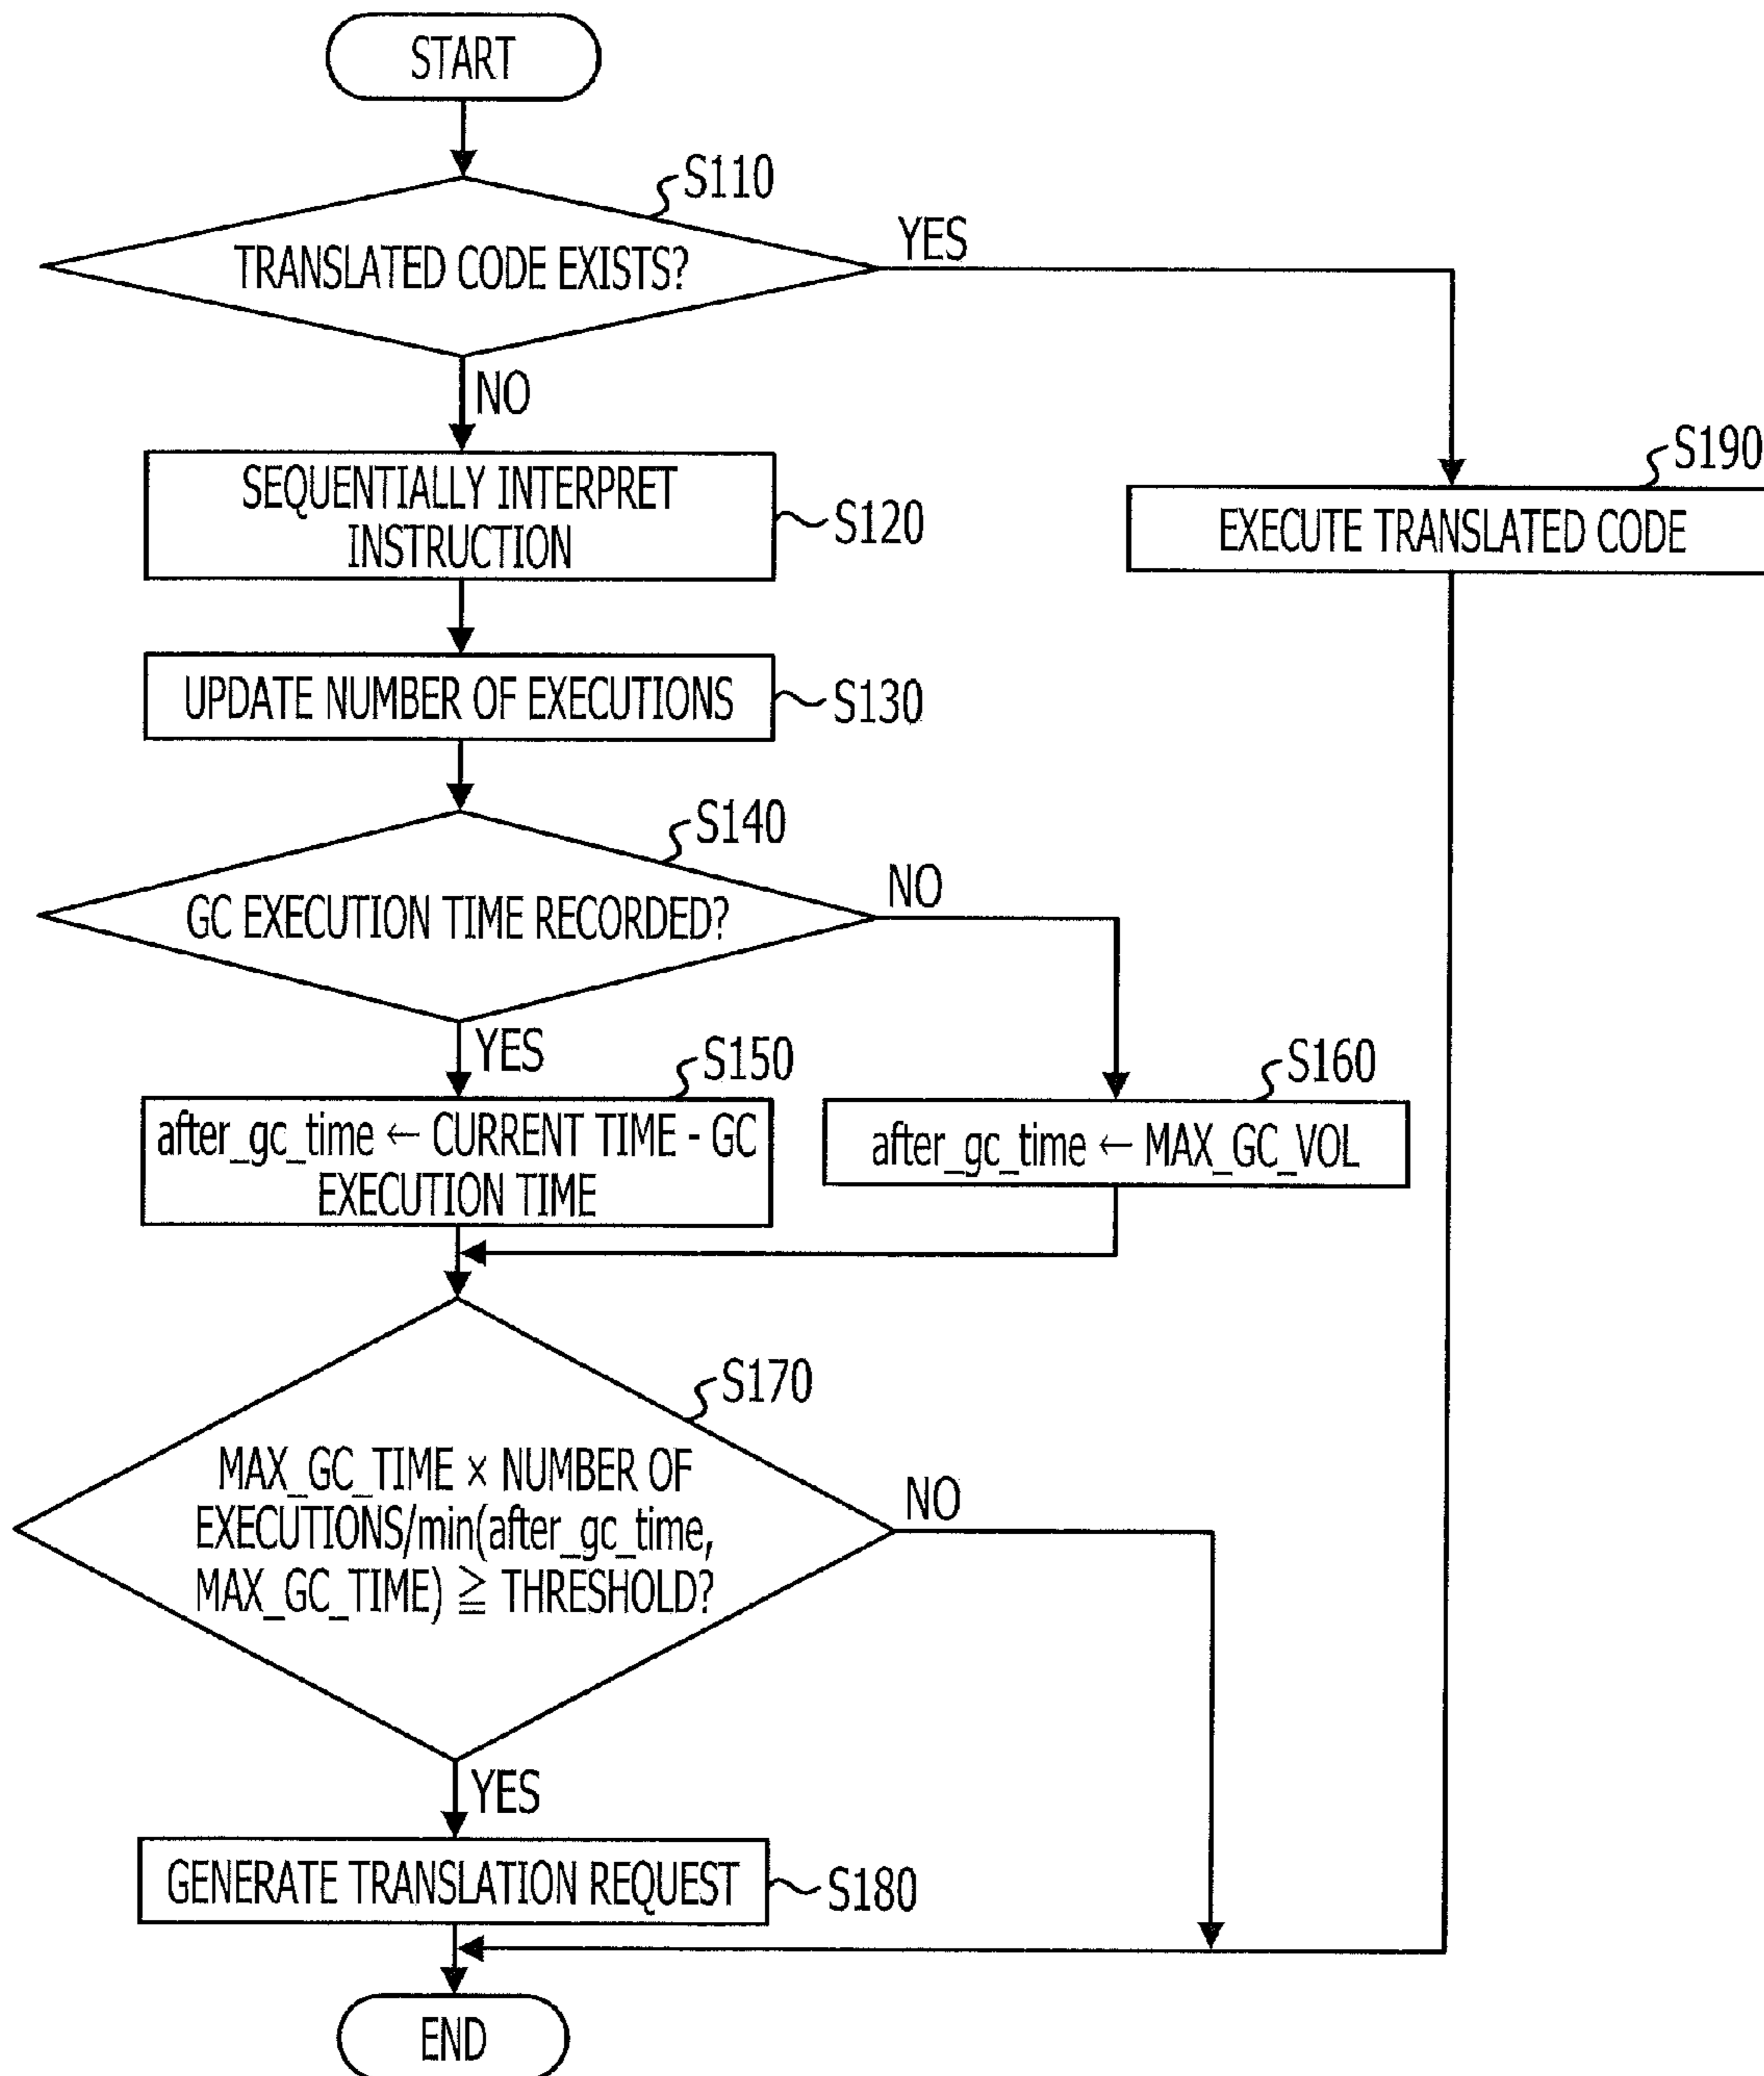 START
S110
TRANSLATED CODE EXISTS?
YES
NO
SEQUENTIALLY INTERPRET
INSTRUCTION
S120
S190
EXECUTE TRANSLATED CODE
UPDATE NUMBER OF EXECUTIONS
S130
S140
GC EXECUTION TIME RECORDED?
NO
YES
S150
after_gc_time ← CURRENT TIME - GC
EXECUTION TIME
S160
after_gc_time ← MAX_GC_VOL
S170
MAX_GC_TIME × NUMBER OF
EXECUTIONS/min(after_gc_time,
MAX_GC_TIME) ≧ THRESHOLD?
NO
YES
GENERATE TRANSLATION REQUEST
S180
END